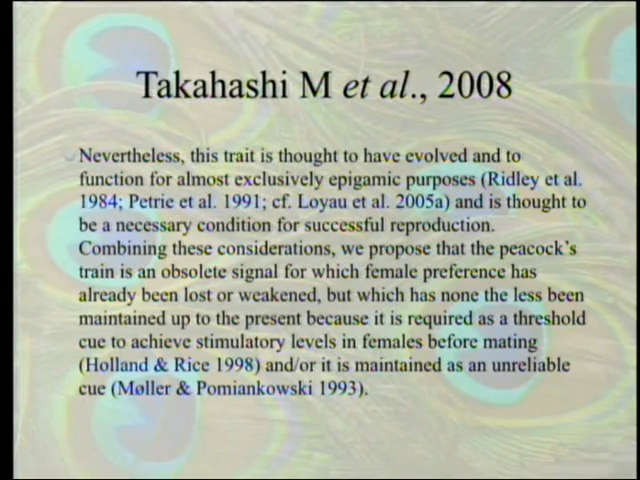 Takahashi M et al., 2008
Nevertheless, this trait is thought to have evolved and to
function for almost exclusively epigamic purposes (Ridley et al.
1984; Petrie et al. 1991; cf. Loyau et al. 2005a) and is thought to
be a necessary condition for successful reproduction.
Combining these considerations, we propose that the peacock's
train is an obsolete signal for which female preference has
already been lost or weakened, but which has none the less been
maintained up to the present because it is required as a threshold
cue to achieve stimulatory levels in females before mating
(Holland & Rice 1998) and/or it is maintained as an unreliable
cue (Møller & Pomiankowski 1993).